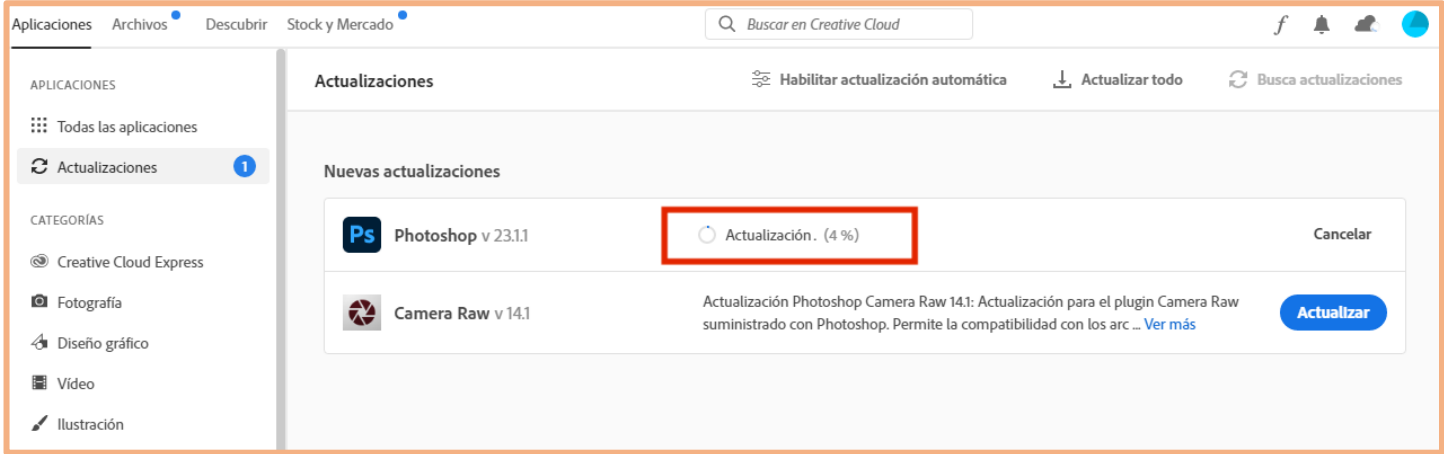 Aplicaciones Archivos Descubrir Stock y Mercado Buscar en Creative Cloud f
APLICACIONES
Todas las aplicaciones
Actualizaciones 1
CATEGORÍAS
Creative Cloud Express
Fotografía
Diseño gráfico
Vídeo
Ilustración
Actualizaciones Habilitar actualización automática Actualizar todo Busca actualizaciones
Nuevas actualizaciones
Ps Photoshop v 23.1.1 Actualización. (4 %) Cancelar
Camera Raw v 14.1 Actualización Photoshop Camera Raw 14.1: Actualización para el plugin Camera Raw
suministrado con Photoshop. Permite la compatibilidad con los arc ... Ver más
Actualizar